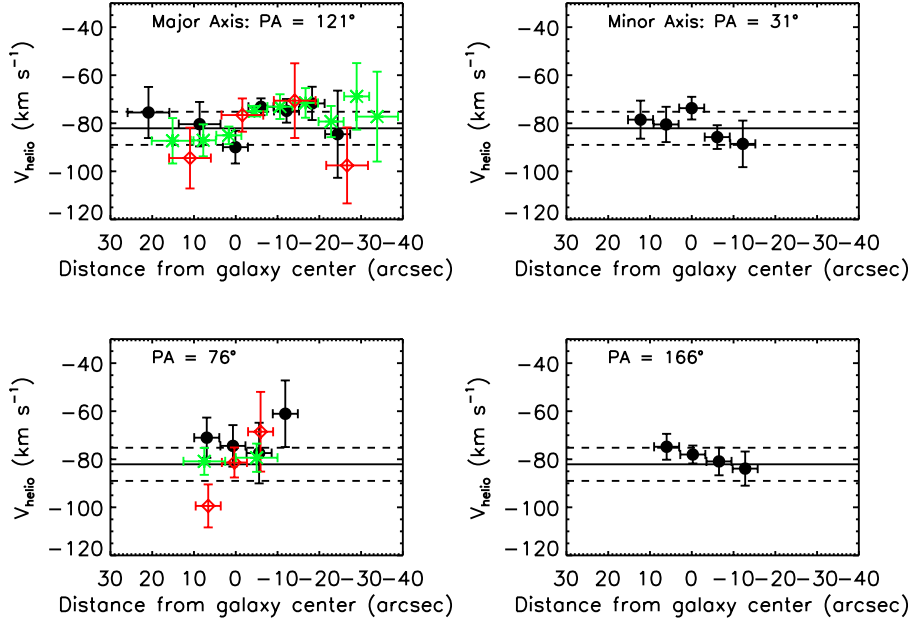 Major Axis: PA = 121°
V_helio (km s⁻¹)
−40
−60
−80
−100
−120
30 20 10 0 −10 −20 −30 −40
Distance from galaxy center (arcsec)
Minor Axis: PA = 31°
V_helio (km s⁻¹)
−40
−60
−80
−100
−120
30 20 10 0 −10 −20 −30 −40
Distance from galaxy center (arcsec)
PA = 76°
V_helio (km s⁻¹)
−40
−60
−80
−100
−120
30 20 10 0 −10 −20 −30 −40
Distance from galaxy center (arcsec)
PA = 166°
V_helio (km s⁻¹)
−40
−60
−80
−100
−120
30 20 10 0 −10 −20 −30 −40
Distance from galaxy center (arcsec)